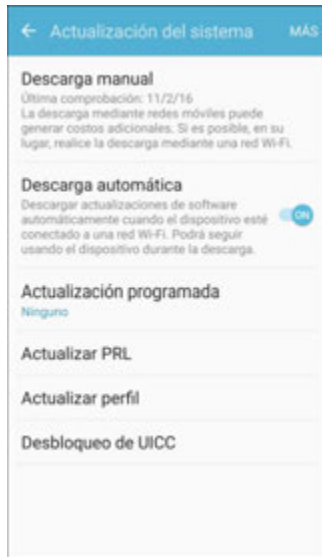 Actualización del sistema MÁS
Descarga manual
Última comprobación: 11/2/16
La descarga mediante redes móviles puede
generar costos adicionales. Si es posible, en su
lugar, realice la descarga mediante una red Wi-Fi.
Descarga automática
Descargar actualizaciones de software
automáticamente cuando el dispositivo esté
conectado a una red Wi-Fi. Podrá seguir
usando el dispositivo durante la descarga.
ON
Actualización programada
Ninguno
Actualizar PRL
Actualizar perfil
Desbloqueo de UICC